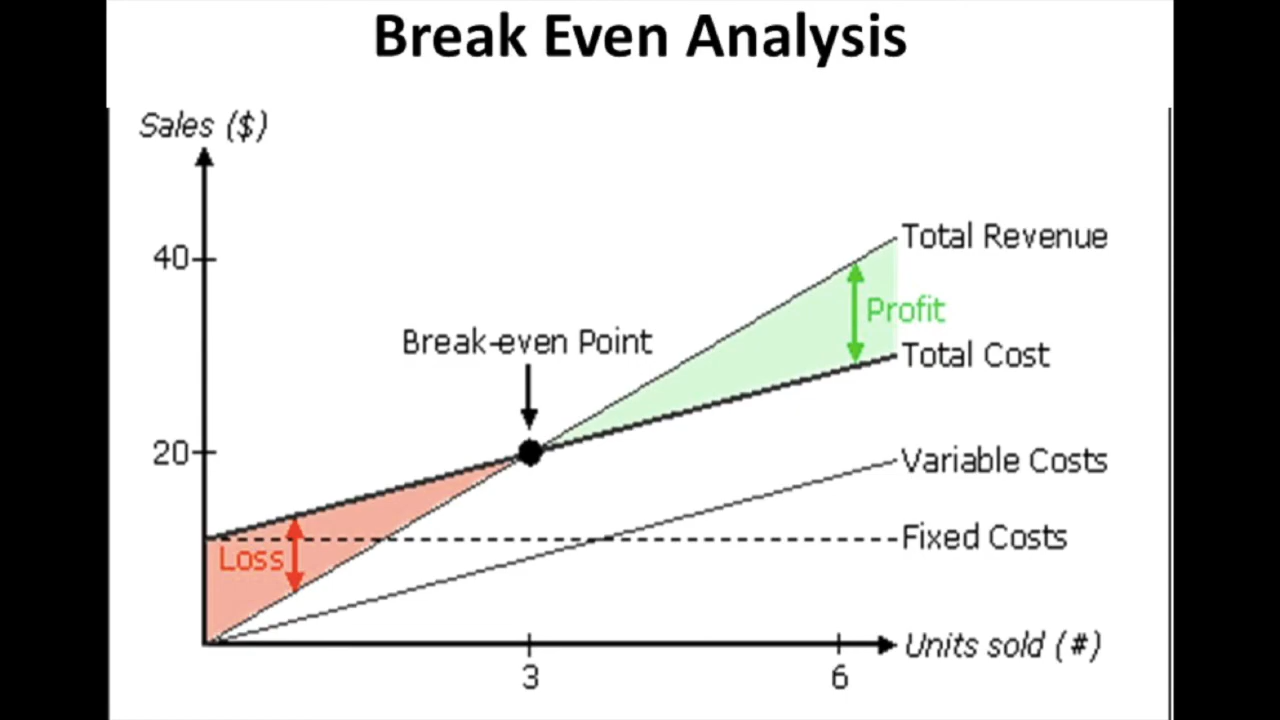 Break Even Analysis
Sales ($)
40
Total Revenue
Profit
Break-even Point
Total Cost
20
Variable Costs
Fixed Costs
Loss
Units sold (#)
3
6